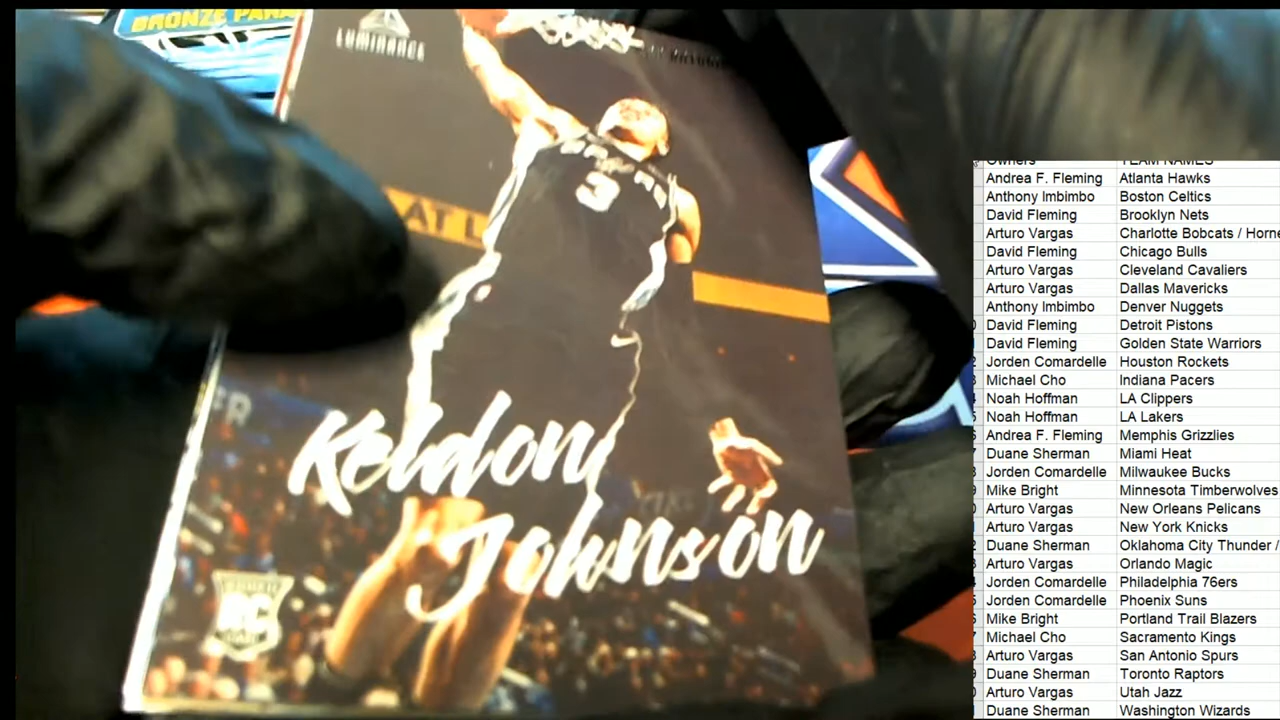 BRONZE PARA
LUMINANCE
AT L
3
Keldon
Johnson
RC
Owners TEAM NAMES
Andrea F. Fleming Atlanta Hawks
Anthony Imbimbo Boston Celtics
David Fleming Brooklyn Nets
Arturo Vargas Charlotte Bobcats / Horne
David Fleming Chicago Bulls
Arturo Vargas Cleveland Cavaliers
Arturo Vargas Dallas Mavericks
Anthony Imbimbo Denver Nuggets
David Fleming Detroit Pistons
David Fleming Golden State Warriors
Jorden Comardelle Houston Rockets
Michael Cho Indiana Pacers
Noah Hoffman LA Clippers
Noah Hoffman LA Lakers
Andrea F. Fleming Memphis Grizzlies
Duane Sherman Miami Heat
Jorden Comardelle Milwaukee Bucks
Mike Bright Minnesota Timberwolves
Arturo Vargas New Orleans Pelicans
Arturo Vargas New York Knicks
Duane Sherman Oklahoma City Thunder /
Arturo Vargas Orlando Magic
Jorden Comardelle Philadelphia 76ers
Jorden Comardelle Phoenix Suns
Mike Bright Portland Trail Blazers
Michael Cho Sacramento Kings
Arturo Vargas San Antonio Spurs
Duane Sherman Toronto Raptors
Arturo Vargas Utah Jazz
Duane Sherman Washington Wizards